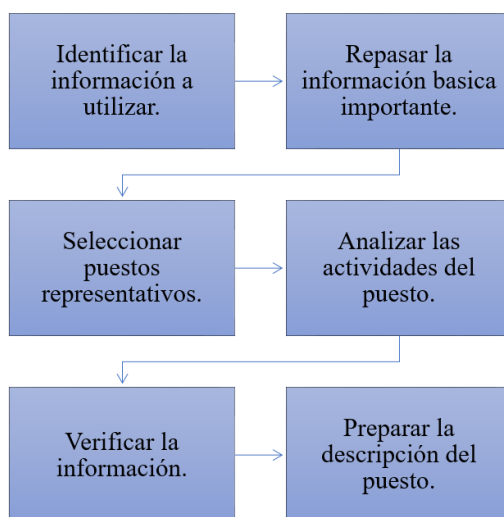 Identificar la
información a
utilizar.
Repasar la
información basica
importante.
Seleccionar
puestos
representativos.
Analizar las
actividades del
puesto.
Verificar la
información.
Preparar la
descripción del
puesto.